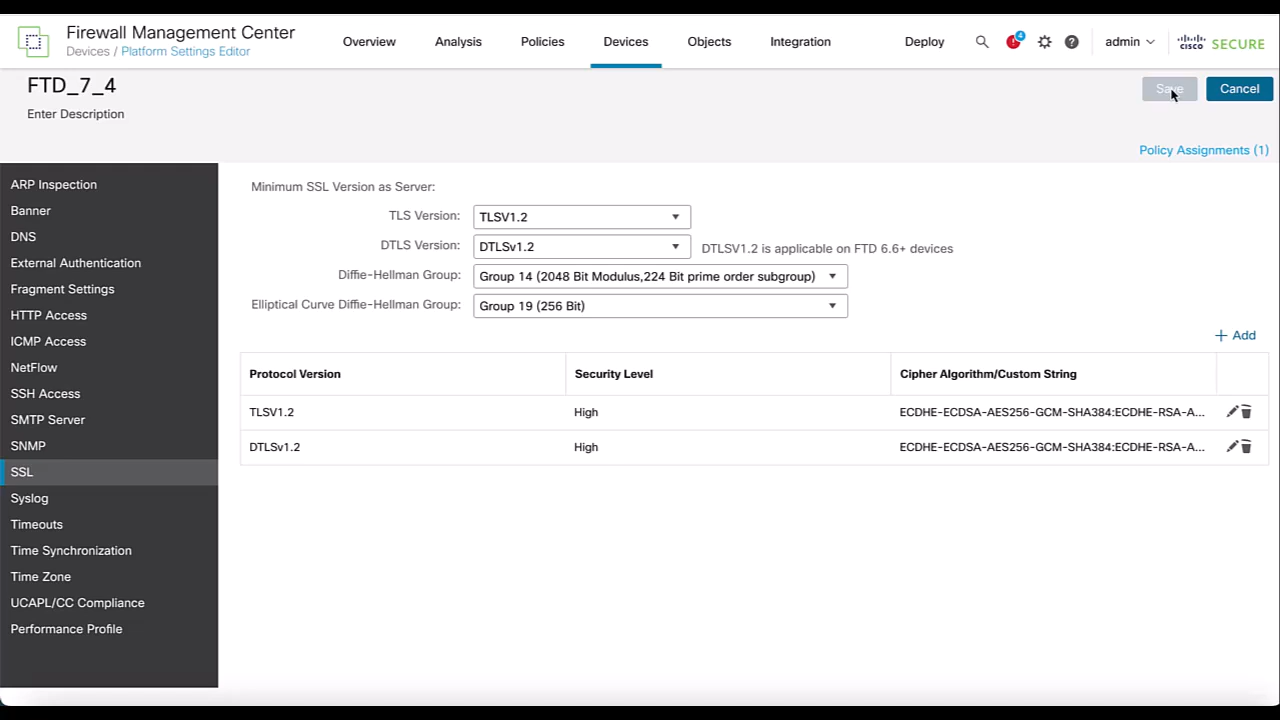 Firewall Management Center
Devices / Platform Settings Editor
Overview Analysis Policies Devices Objects Integration Deploy 4 admin CISCO SECURE
FTD_7_4
Save Cancel
Enter Description
Policy Assignments (1)
ARP Inspection
Banner
DNS
External Authentication
Fragment Settings
HTTP Access
ICMP Access
NetFlow
SSH Access
SMTP Server
SNMP
SSL
Syslog
Timeouts
Time Synchronization
Time Zone
UCAPL/CC Compliance
Performance Profile
Minimum SSL Version as Server:
TLS Version: TLSV1.2
DTLS Version: DTLSv1.2 DTLSV1.2 is applicable on FTD 6.6+ devices
Diffie-Hellman Group: Group 14 (2048 Bit Modulus,224 Bit prime order subgroup)
Elliptical Curve Diffie-Hellman Group: Group 19 (256 Bit)
+ Add
Protocol Version Security Level Cipher Algorithm/Custom String
TLSV1.2 High ECDHE-ECDSA-AES256-GCM-SHA384:ECDHE-RSA-A...
DTLSv1.2 High ECDHE-ECDSA-AES256-GCM-SHA384:ECDHE-RSA-A...